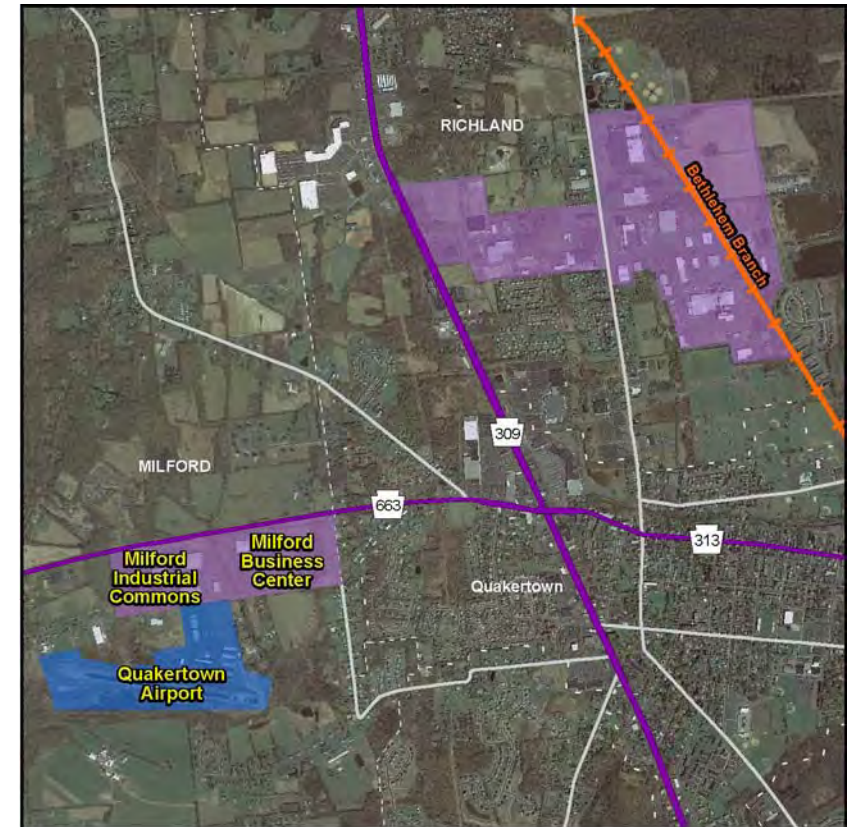 RICHLAND
Bethlehem Branch
309
MILFORD
663
313
Milford
Industrial
Commons
Milford
Business
Center
Quakertown
Quakertown
Airport